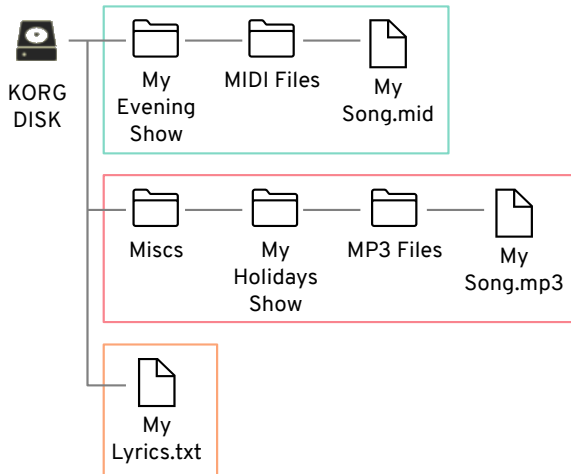 KORG
DISK
My
Evening
Show
MIDI Files
My
Song.mid
Miscs
My
Holidays
Show
MP3 Files
My
Song.mp3
My
Lyrics.txt